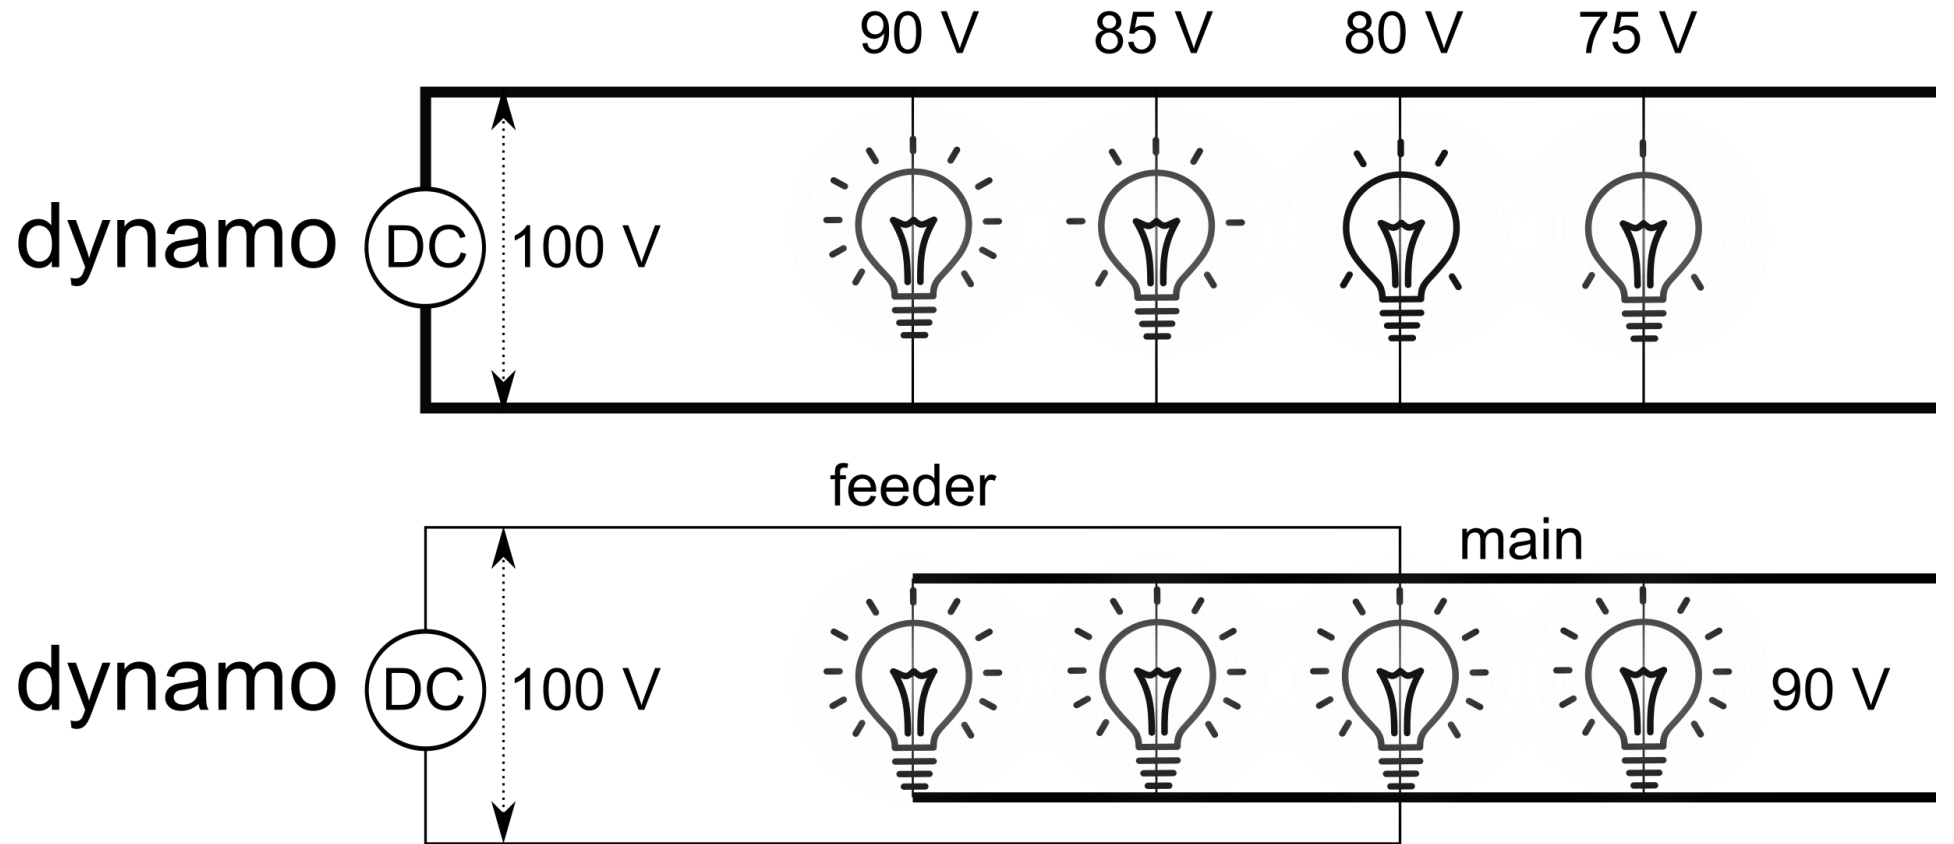 90 V 85 V 80 V 75 V
dynamo DC 100 V
feeder
main
dynamo DC 100 V 90 V